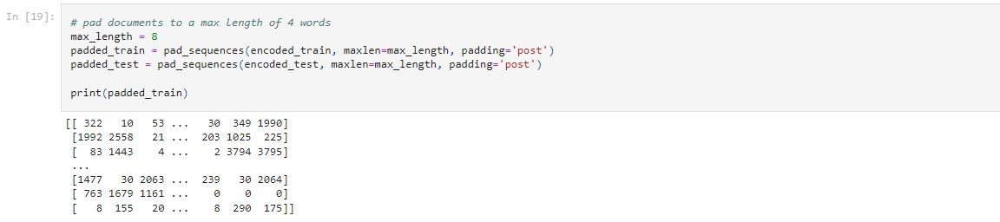 In [19]:
# pad documents to a max length of 4 words
max_length = 8
padded_train = pad_sequences(encoded_train, maxlen=max_length, padding='post')
padded_test = pad_sequences(encoded_test, maxlen=max_length, padding='post')
print(padded_train)
[[ 322   10   53 ...   30  349 1990]
 [1992 2558   21 ...  203 1025  225]
 [  83 1443    4 ...    2 3794 3795]
 ...
 [1477   30 2063 ...  239   30 2064]
 [ 763 1679 1161 ...    0    0    0]
 [   8  155   20 ...    8  290  175]]